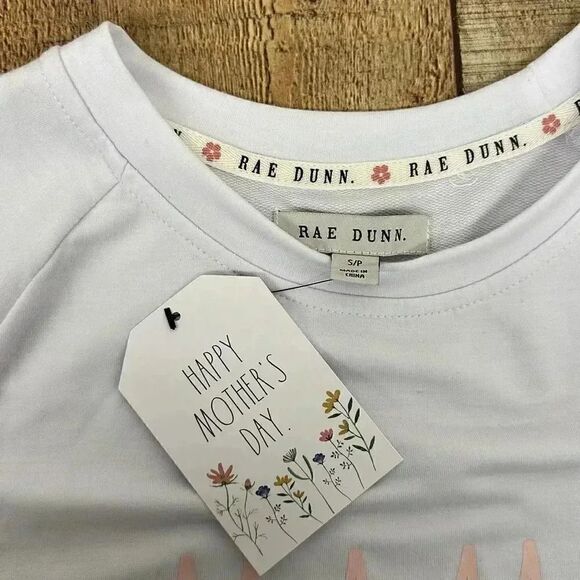 RAE DUNN. RAE DUNN.
RAE DUNN.
S/P
MADE IN
CHINA
HAPPY
MOTHER'S
DAY.